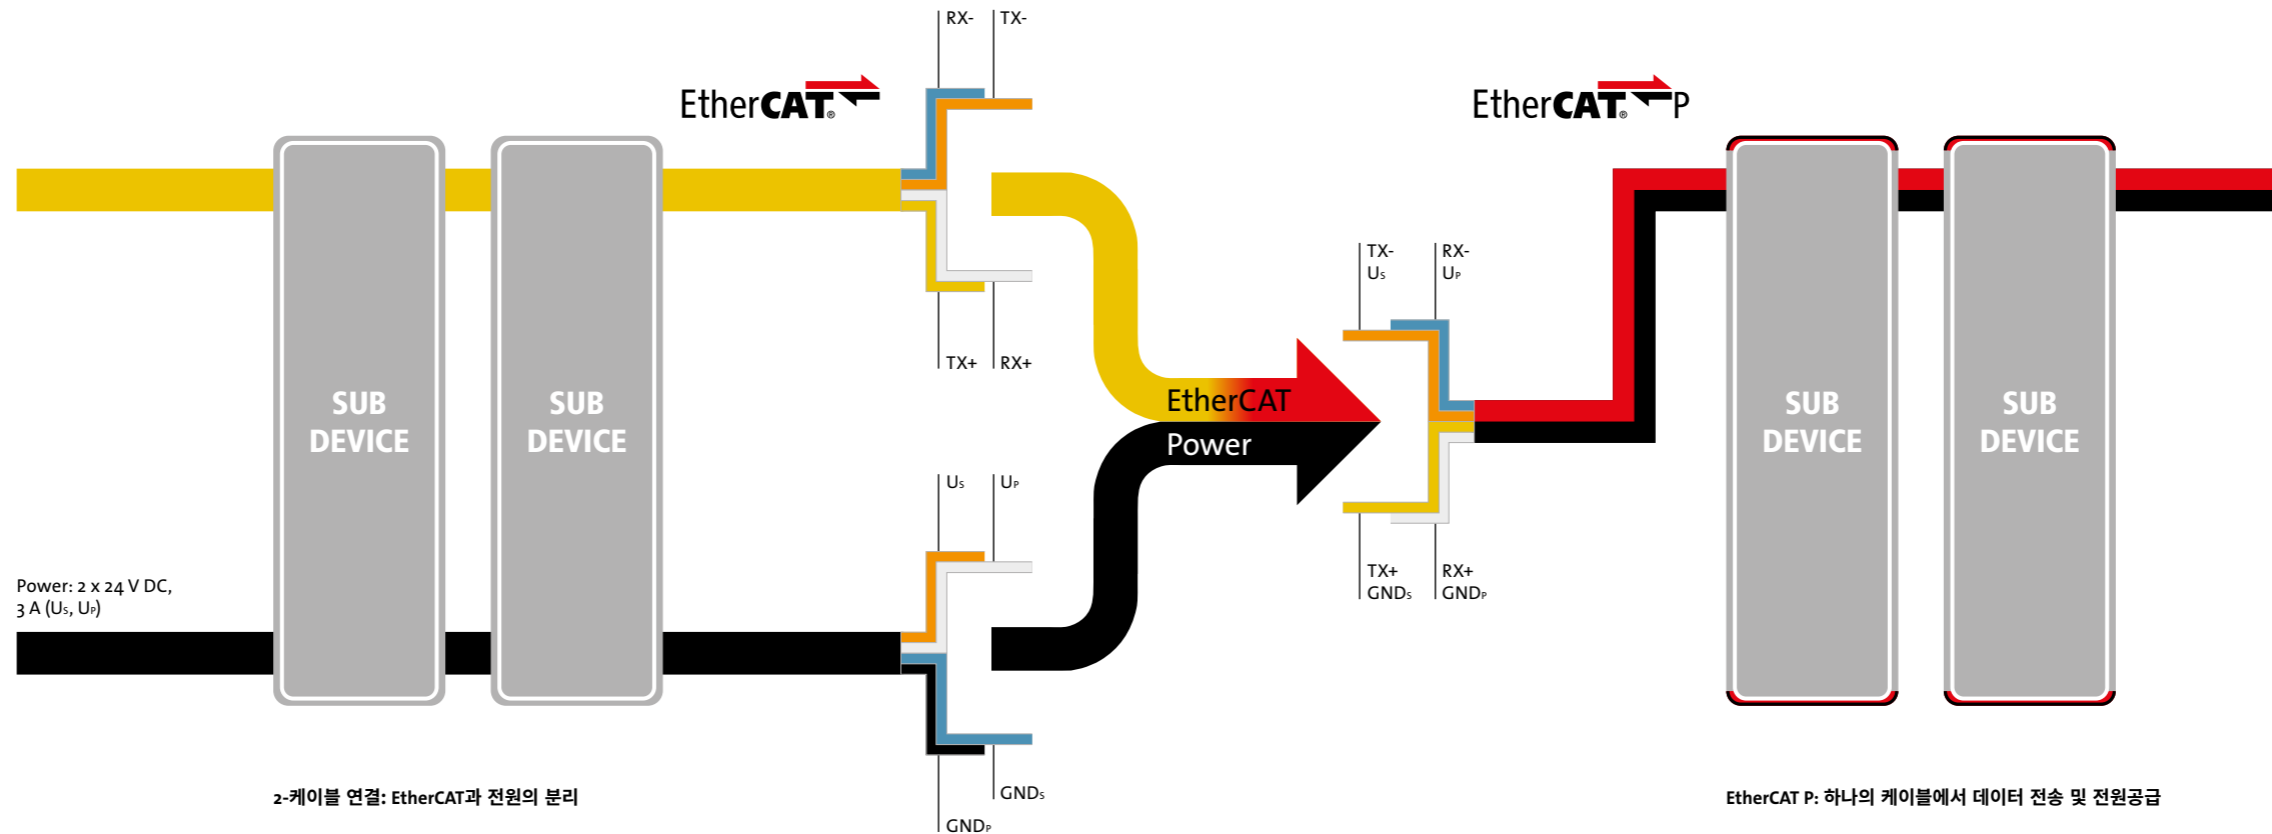 RX-
TX-
EtherCAT®
EtherCAT®P
TX+
RX+
TX-
US
RX-
UP
SUB
DEVICE
SUB
DEVICE
EtherCAT
Power
SUB
DEVICE
SUB
DEVICE
US
UP
Power: 2 x 24 V DC,
3 A (US, UP)
TX+
GNDS
RX+
GNDP
GNDS
GNDP
2-케이블 연결: EtherCAT과 전원의 분리
EtherCAT P: 하나의 케이블에서 데이터 전송 및 전원공급